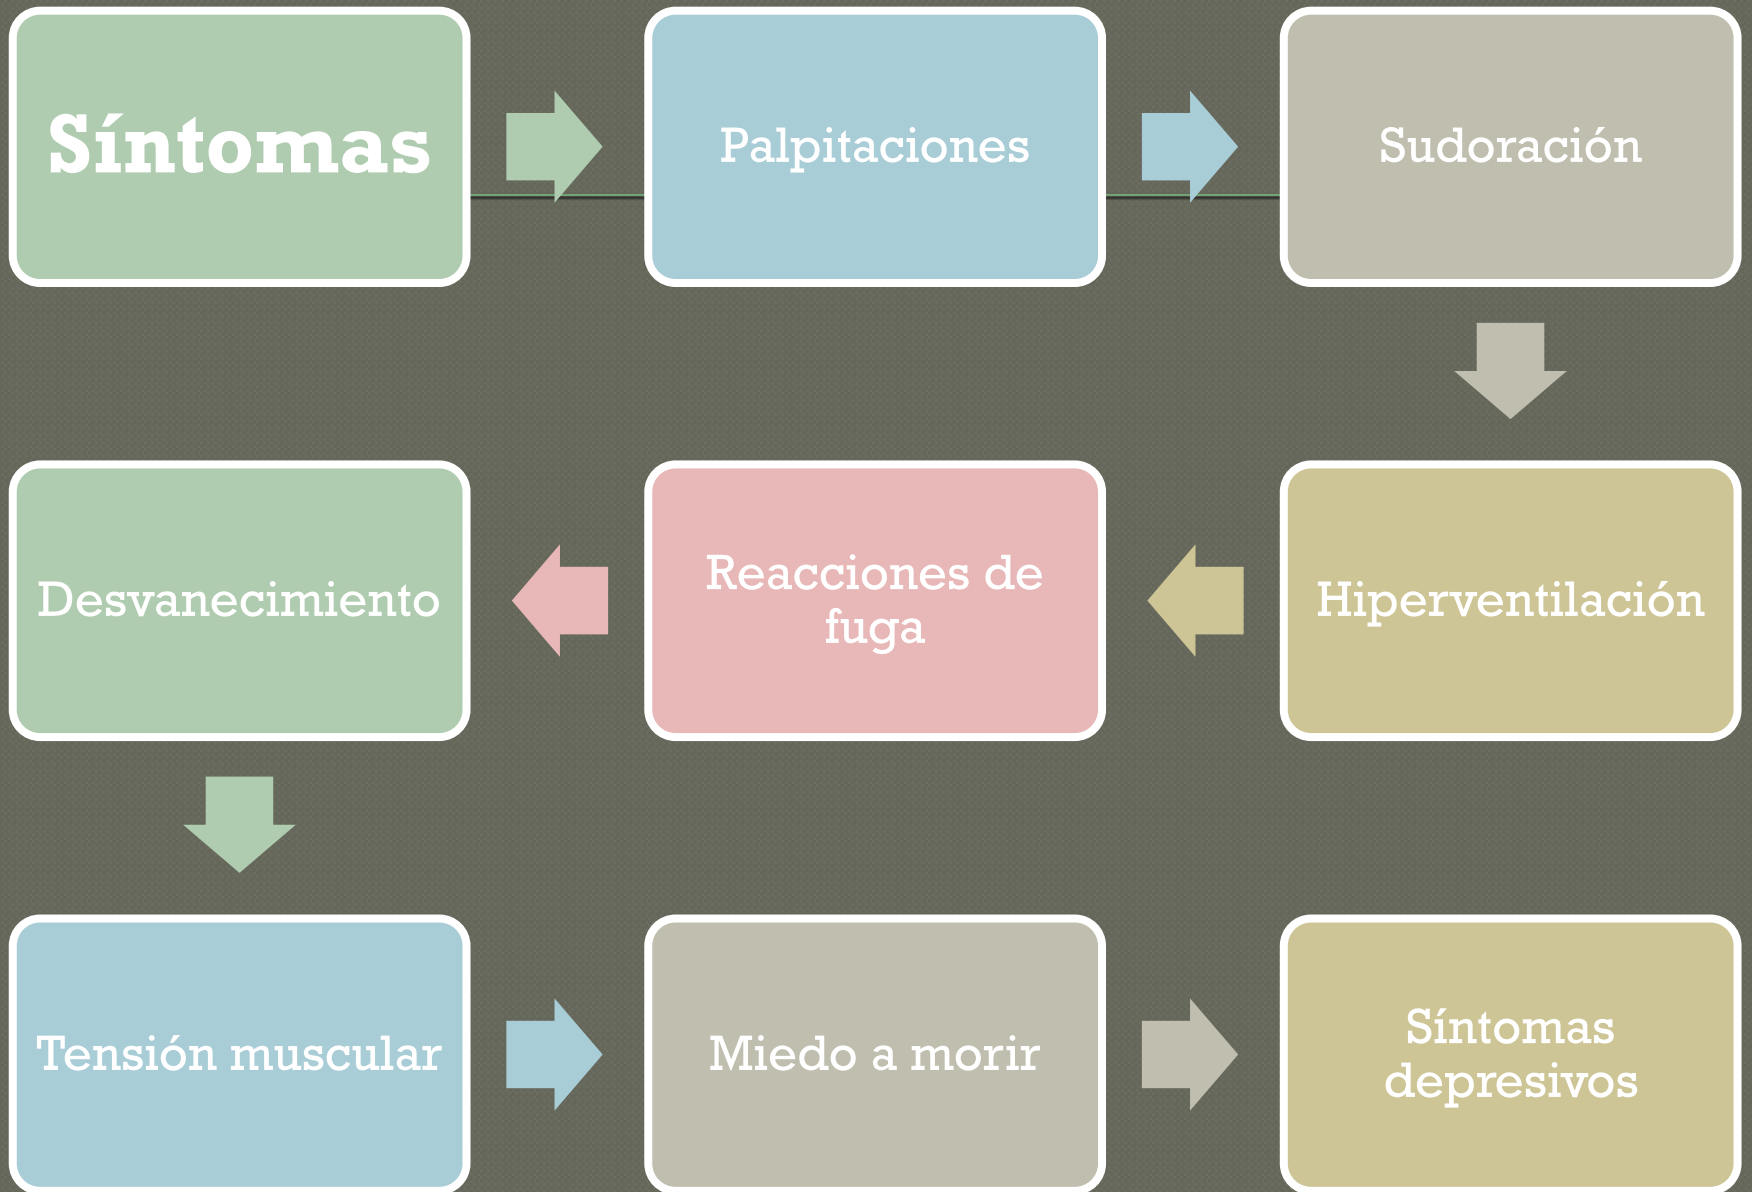 Síntomas
Palpitaciones
Sudoración
Hiperventilación
Reacciones de
fuga
Desvanecimiento
Tensión muscular
Miedo a morir
Síntomas
depresivos